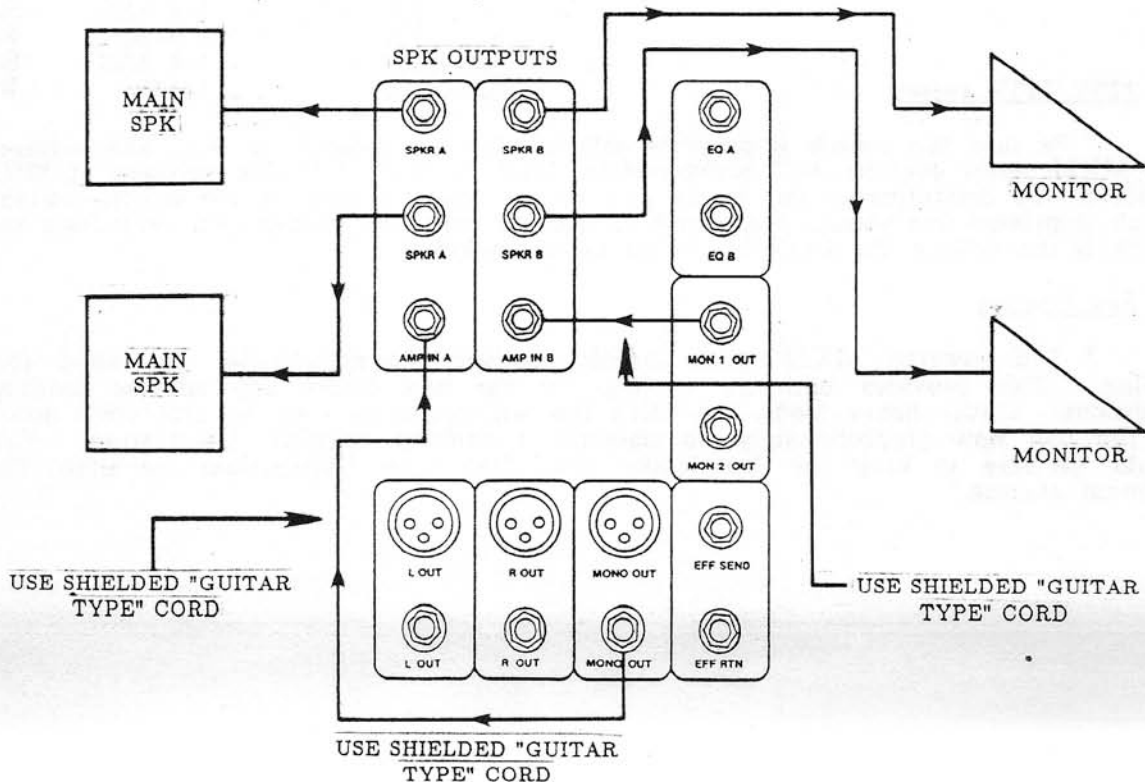 SPK OUTPUTS
MAIN
SPK
SPKR A
SPKR B
EQ A
MONITOR
SPKR A
SPKR B
EQ B
MAIN
SPK
AMP IN A
AMP IN B
MON 1 OUT
MON 2 OUT
MONITOR
L OUT
R OUT
MONO OUT
EFF SEND
USE SHIELDED "GUITAR
TYPE" CORD
USE SHIELDED "GUITAR
TYPE" CORD
L OUT
R OUT
MONO OUT
EFF RTN
USE SHIELDED "GUITAR
TYPE" CORD